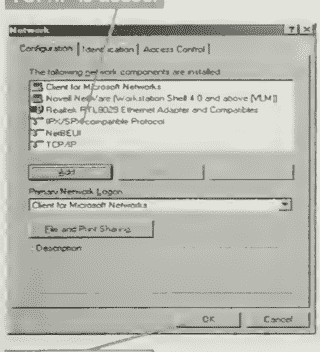 Network
Configuration | Identification | Access Control |
The following network components are installed
Client for Microsoft Networks
Novell NetWare (Workstation Shell 4.0 and above [VLM])
Realtek RTL8029 Ethernet Adapter and Compatibles
IPX/SPX-compatible Protocol
NetBEUI
TCP/IP
Add
Primary Network Logon
Client for Microsoft Networks
File and Print Sharing
Description
OK Cancel